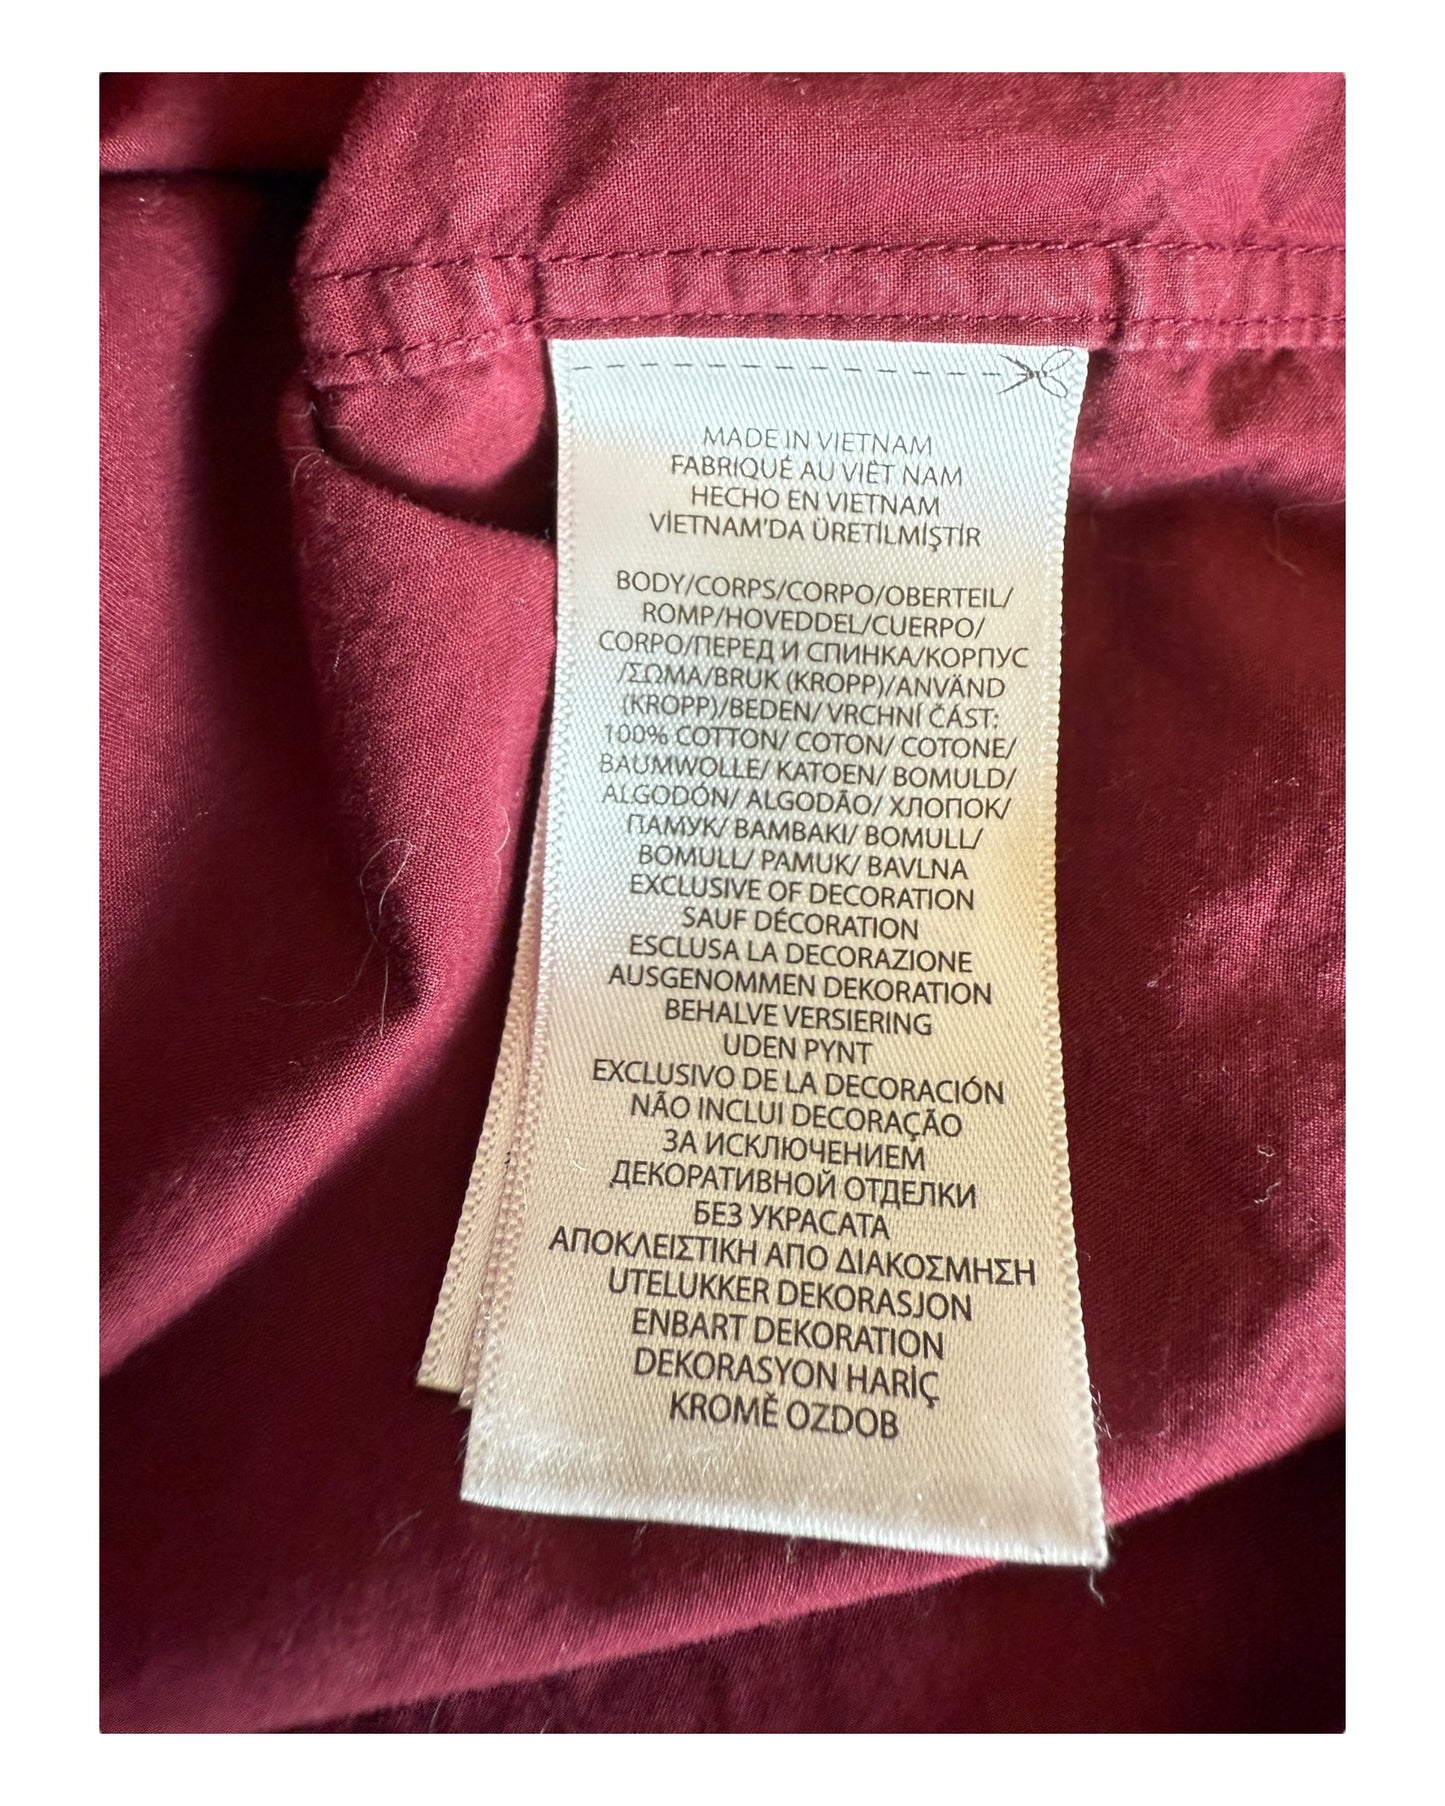 MADE IN VIETNAM
FABRIQUÉ AU VIÊT NAM
HECHO EN VIETNAM
VİETNAM'DA ÜRETİLMİŞTİR
BODY/CORPS/CORPO/OBERTEIL/
ROMP/HOVEDDEL/CUERPO/
CORPO/ПЕРЕД И СПИНКА/КОРПУС
/ΣΩΜΑ/BRUK (KROPP)/ANVÄND
(KROPP)/BEDEN/ VRCHNÍ ČÁST:
100% COTTON/ COTON/ COTONE/
BAUMWOLLE/ KATOEN/ BOMULD/
ALGODÓN/ ALGODÃO/ ХЛОПОК/
ПАМУК/ ΒΑΜΒΑΚΙ/ BOMULL/
BOMULL/ PAMUK/ BAVLNA
EXCLUSIVE OF DECORATION
SAUF DÉCORATION
ESCLUSA LA DECORAZIONE
AUSGENOMMEN DEKORATION
BEHALVE VERSIERING
UDEN PYNT
EXCLUSIVO DE LA DECORACIÓN
NÃO INCLUI DECORAÇÃO
ЗА ИСКЛЮЧЕНИЕМ
ДЕКОРАТИВНОЙ ОТДЕЛКИ
БЕЗ УКРАСАТА
ΑΠΟΚΛΕΙΣΤΙΚΗ ΑΠΟ ΔΙΑΚΟΣΜΗΣΗ
UTELUKKER DEKORASJON
ENBART DEKORATION
DEKORASYON HARİÇ
KROMĚ OZDOB